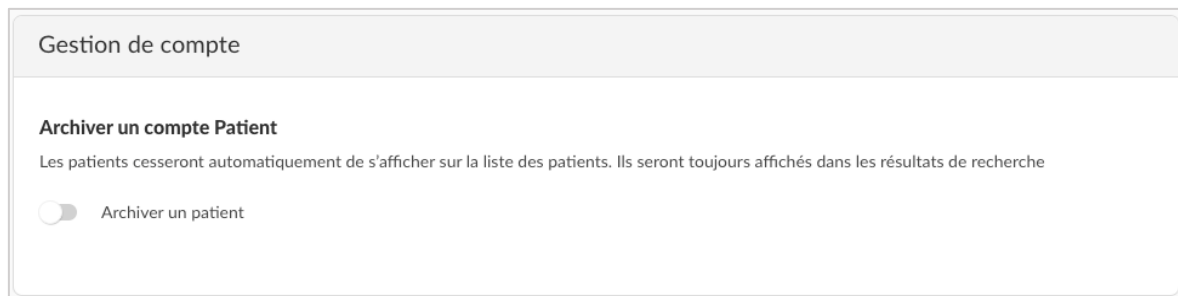 Gestion de compte
Archiver un compte Patient
Les patients cesseront automatiquement de s’afficher sur la liste des patients. Ils seront toujours affichés dans les résultats de recherche
Archiver un patient